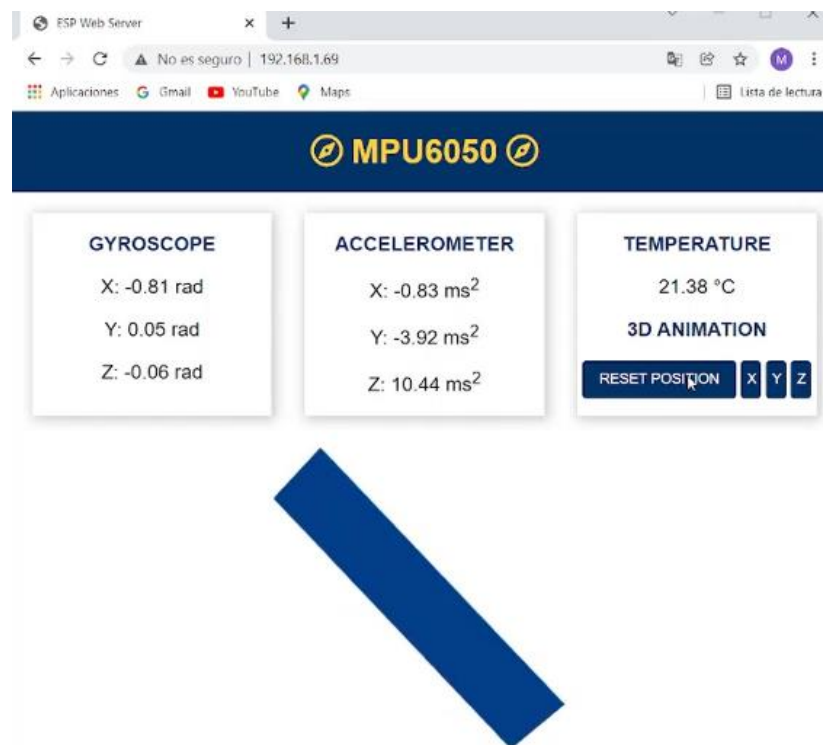 ESP Web Server
No es seguro | 192.168.1.69
M
Aplicaciones G Gmail YouTube Maps Lista de lectura
MPU6050
GYROSCOPE
X: -0.81 rad
Y: 0.05 rad
Z: -0.06 rad
ACCELEROMETER
X: -0.83 ms²
Y: -3.92 ms²
Z: 10.44 ms²
TEMPERATURE
21.38 °C
3D ANIMATION
RESET POSITION X Y Z